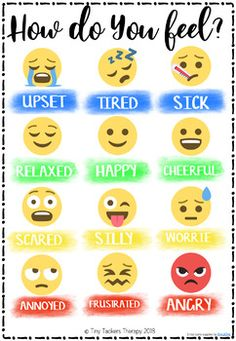 How do You feel?
UPSET TIRED SICK
RELAXED HAPPY CHEERFUL
SCARED SILLY WORRIE
ANNOYED FRUSTRATED ANGRY
© Tiny Tackers Therapy 2018